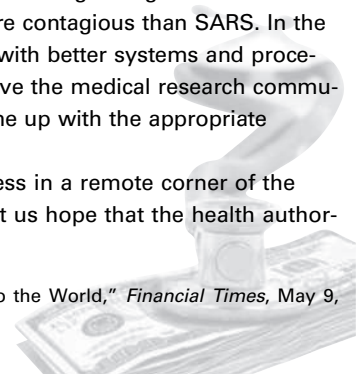 re contagious than SARS. In the
with better systems and proce-
ve the medical research commu-
ne up with the appropriate
ess in a remote corner of the
t us hope that the health author-
o the World," Financial Times, May 9,